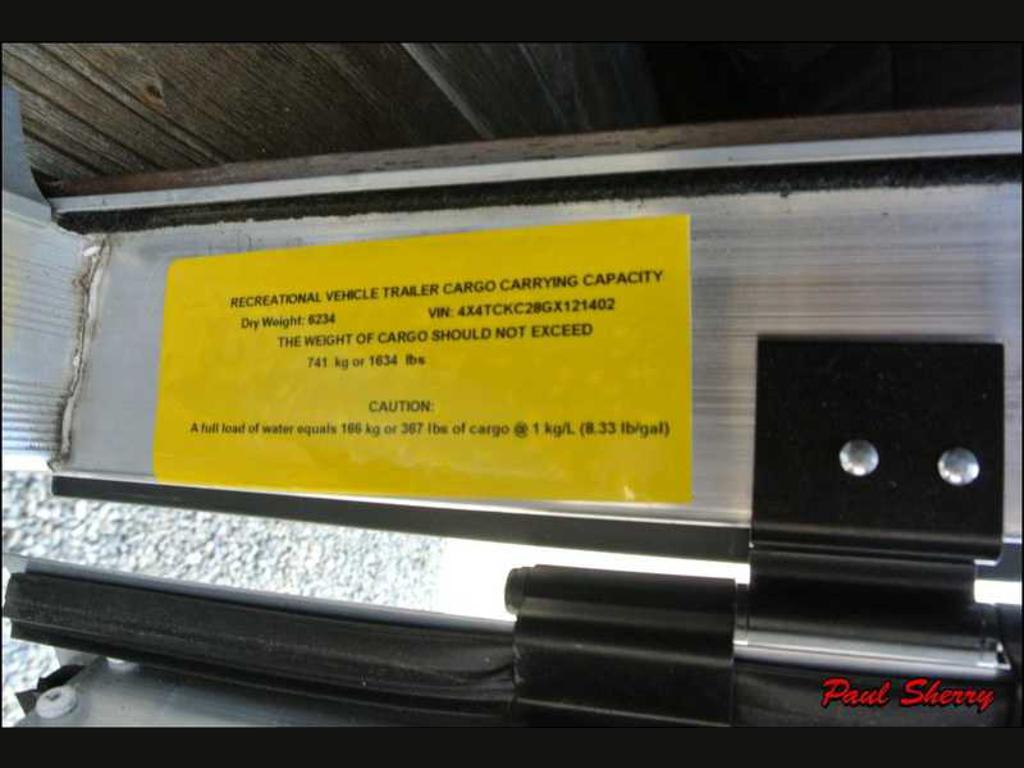 RECREATIONAL VEHICLE TRAILER CARGO CARRYING CAPACITY
Dry Weight: 6234 VIN: 4X4TCKC28GX121402
THE WEIGHT OF CARGO SHOULD NOT EXCEED
741 kg or 1634 lbs
CAUTION:
A full load of water equals 166 kg or 367 lbs of cargo @ 1 kg/L (8.33 lb/gal)
Paul Sherry